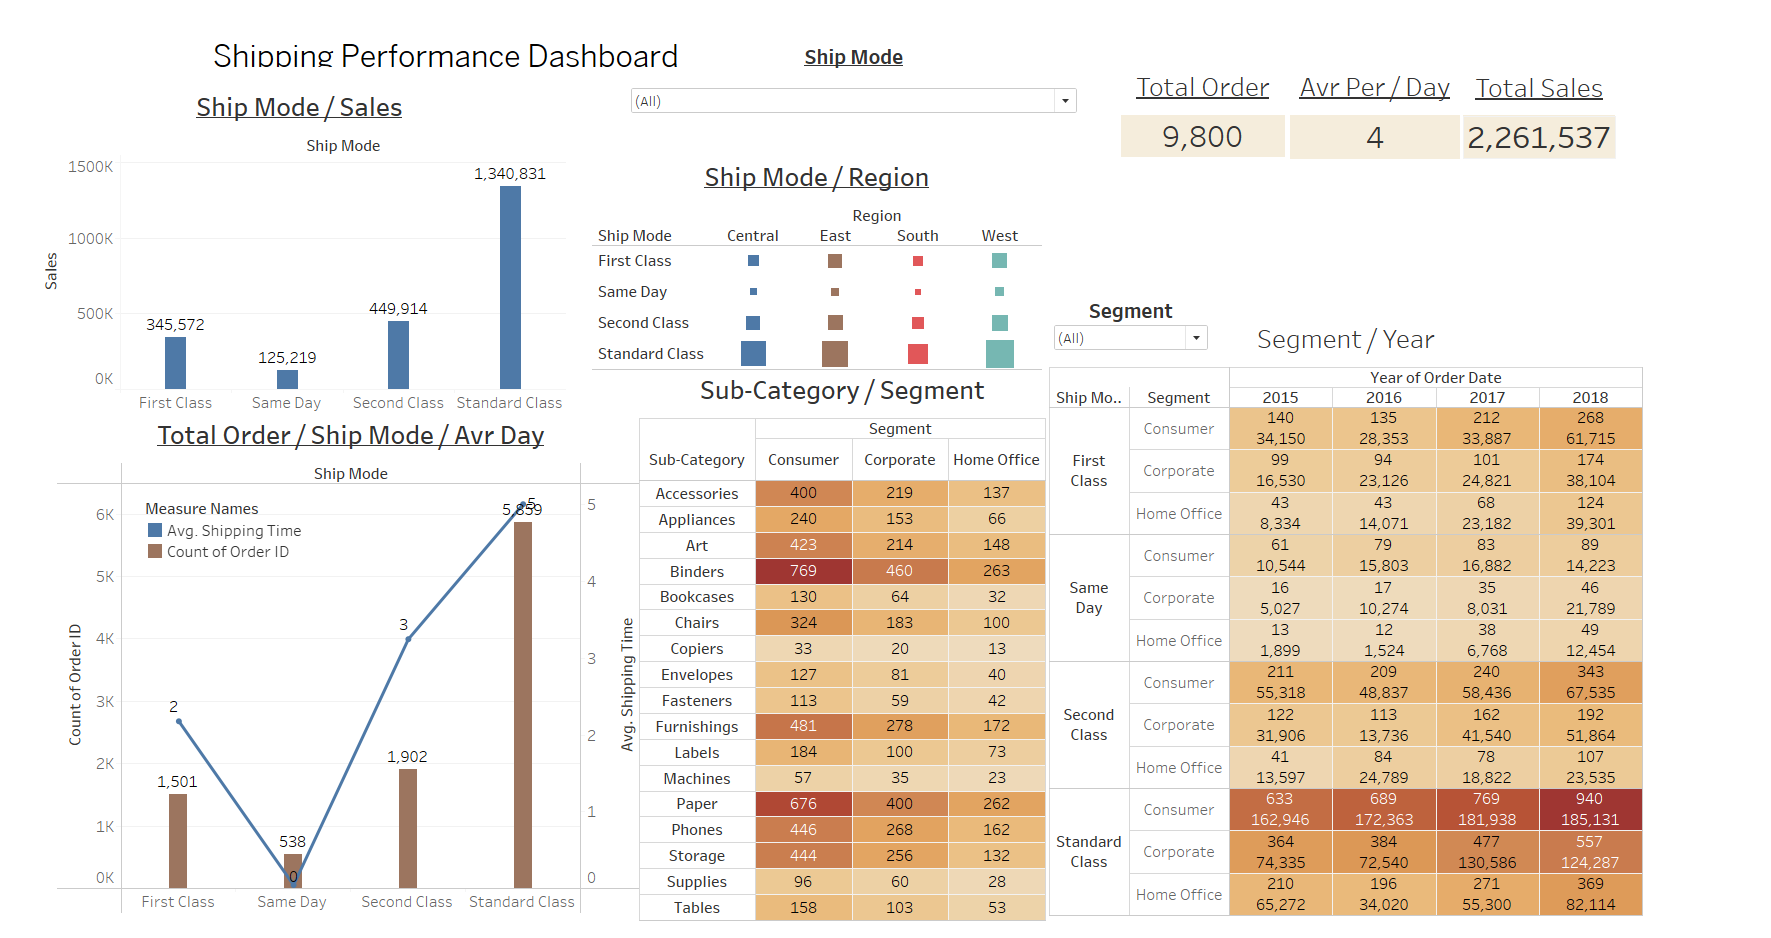 Shipping Performance Dashboard
Ship Mode
(All)
Total Order
Avr Per / Day
Total Sales
9,800
4
2,261,537
Ship Mode / Sales
Ship Mode
1500K
1000K
500K
0K
Sales
345,572
125,219
449,914
1,340,831
First Class
Same Day
Second Class
Standard Class
Ship Mode / Region
Region
Ship Mode Central East South West
First Class
Same Day
Second Class
Standard Class
Total Order / Ship Mode / Avr Day
Ship Mode
Measure Names
Avg. Shipping Time
Count of Order ID
6K
5K
4K
3K
2K
1K
0K
Count of Order ID
2
0
3
5
1,501
538
1,902
5,859
5
4
3
2
1
0
Avg. Shipping Time
First Class
Same Day
Second Class
Standard Class
Sub-Category / Segment
Segment
Sub-Category Consumer Corporate Home Office
Accessories 400 219 137
Appliances 240 153 66
Art 423 214 148
Binders 769 460 263
Bookcases 130 64 32
Chairs 324 183 100
Copiers 33 20 13
Envelopes 127 81 40
Fasteners 113 59 42
Furnishings 481 278 172
Labels 184 100 73
Machines 57 35 23
Paper 676 400 262
Phones 446 268 162
Storage 444 256 132
Supplies 96 60 28
Tables 158 103 53
Segment
(All)
Segment / Year
Year of Order Date
Ship Mo.. Segment 2015 2016 2017 2018
First Class
Consumer
140 135 212 268
34,150 28,353 33,887 61,715
Corporate
99 94 101 174
16,530 23,126 24,821 38,104
Home Office
43 43 68 124
8,334 14,071 23,182 39,301
Same Day
Consumer
61 79 83 89
10,544 15,803 16,882 14,223
Corporate
16 17 35 46
5,027 10,274 8,031 21,789
Home Office
13 12 38 49
1,899 1,524 6,768 12,454
Second Class
Consumer
211 209 240 343
55,318 48,837 58,436 67,535
Corporate
122 113 162 192
31,906 13,736 41,540 51,864
Home Office
41 84 78 107
13,597 24,789 18,822 23,535
Standard Class
Consumer
633 689 769 940
162,946 172,363 181,938 185,131
Corporate
364 384 477 557
74,335 72,540 130,586 124,287
Home Office
210 196 271 369
65,272 34,020 55,300 82,114